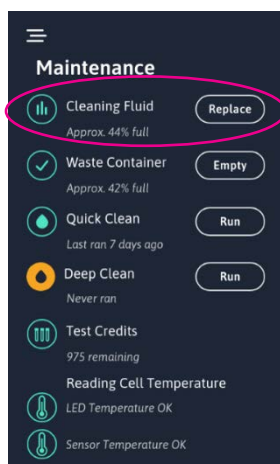 Maintenance
Cleaning Fluid Replace
Approx. 44% full
Waste Container Empty
Approx. 42% full
Quick Clean Run
Last ran 7 days ago
Deep Clean Run
Never ran
Test Credits
975 remaining
Reading Cell Temperature
LED Temperature OK
Sensor Temperature OK